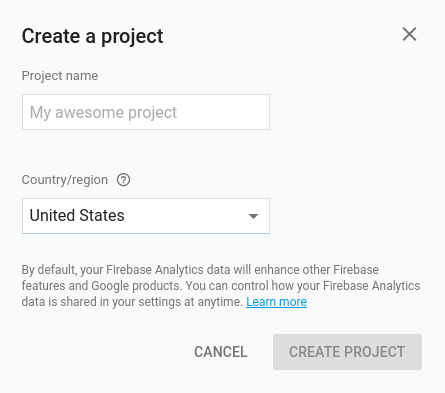 Create a project
Project name
My awesome project
Country/region
United States
By default, your Firebase Analytics data will enhance other Firebase
features and Google products. You can control how your Firebase Analytics
data is shared in your settings at anytime. Learn more
CANCEL
CREATE PROJECT